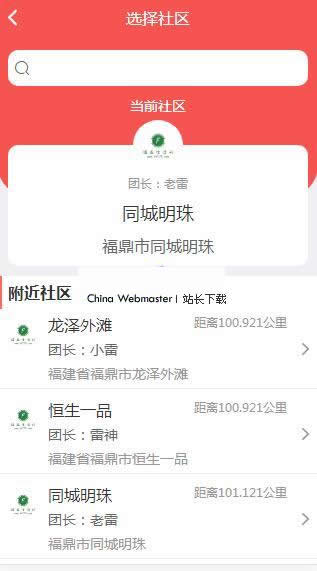 选择社区
当前社区
团长：老雷
同城明珠
福鼎市同城明珠
附近社区
China Webmaster | 站长下载
龙泽外滩
距离100.921公里
团长：小雷
福建省福鼎市龙泽外滩
恒生一品
距离100.921公里
团长：雷神
福建省福鼎市恒生一品
同城明珠
距离101.121公里
团长：老雷
福鼎市同城明珠